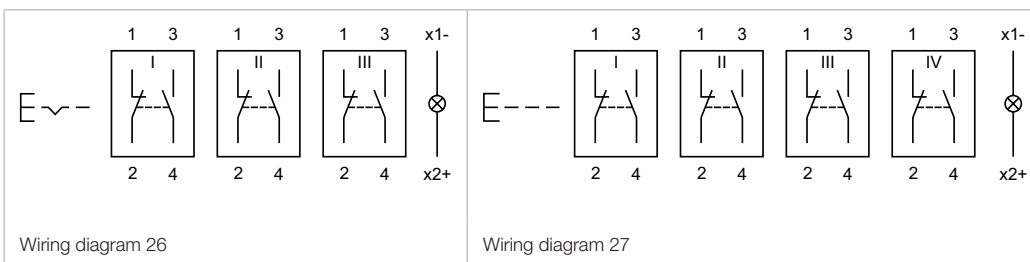 1 3 1 3 1 3 x1-
I II III
2 4 2 4 2 4 x2+
Wiring diagram 26
1 3 1 3 1 3 1 3 x1-
I II III IV
2 4 2 4 2 4 2 4 x2+
Wiring diagram 27